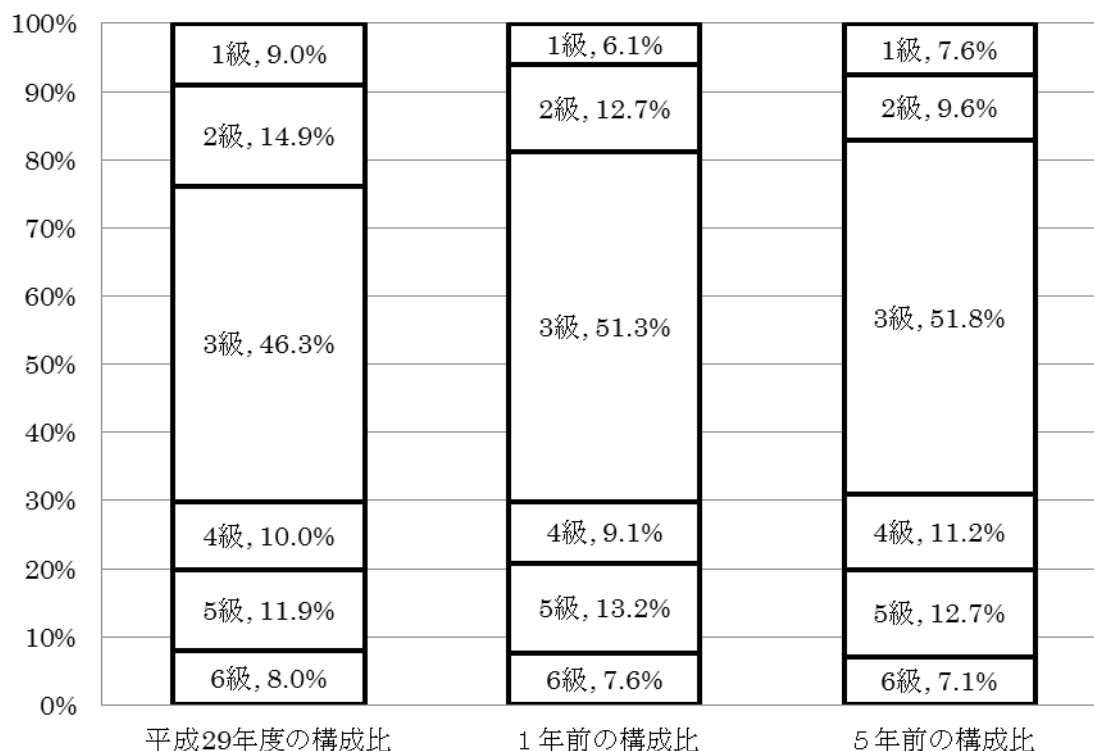 100%
90%
80%
70%
60%
50%
40%
30%
20%
10%
0%
1級, 9.0%
2級, 14.9%
3級, 46.3%
4級, 10.0%
5級, 11.9%
6級, 8.0%
1級, 6.1%
2級, 12.7%
3級, 51.3%
4級, 9.1%
5級, 13.2%
6級, 7.6%
1級, 7.6%
2級, 9.6%
3級, 51.8%
4級, 11.2%
5級, 12.7%
6級, 7.1%
平成29年度の構成比
１年前の構成比
５年前の構成比